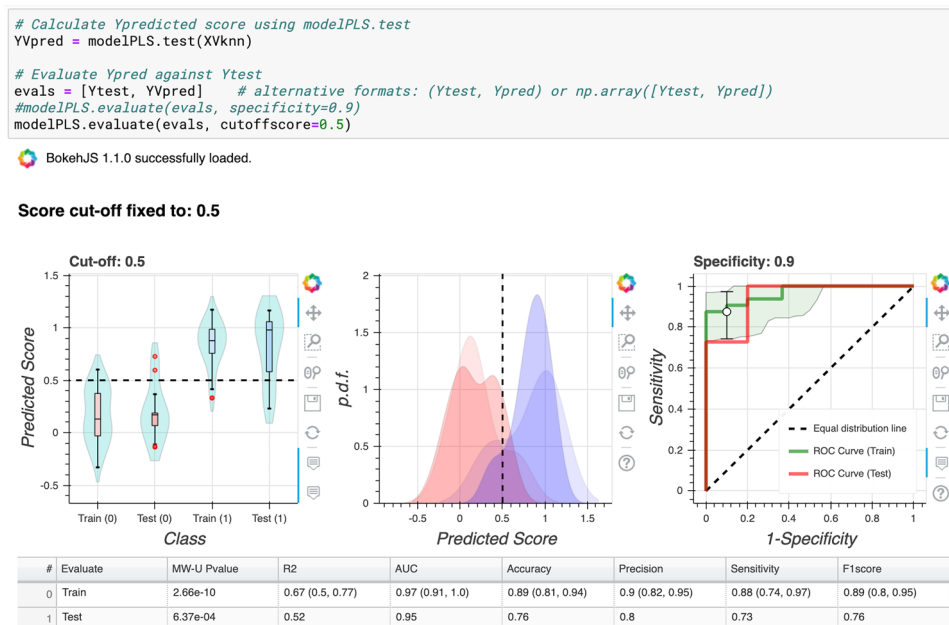 # Calculate Ypredicted score using modelPLS.test
YVpred = modelPLS.test(XVknn)
# Evaluate Ypred against Ytest
evals = [Ytest, YVpred]    # alternative formats: (Ytest, Ypred) or np.array([Ytest, Ypred])
#modelPLS.evaluate(evals, specificity=0.9)
modelPLS.evaluate(evals, cutoffscore=0.5)
BokehJS 1.1.0 successfully loaded.
Score cut-off fixed to: 0.5
Cut-off: 0.5
1.5
1
0.5
0
-0.5
Predicted Score
Train (0) Test (0) Train (1) Test (1)
Class
2
1.5
1
0.5
0
p.d.f.
-0.5 0 0.5 1 1.5
Predicted Score
Specificity: 0.9
1
0.8
0.6
0.4
0.2
0
Sensitivity
Equal distribution line
ROC Curve (Train)
ROC Curve (Test)
0 0.2 0.4 0.6 0.8 1
1-Specificity
# Evaluate MW-U Pvalue R2 AUC Accuracy Precision Sensitivity F1score
0 Train 2.66e-10 0.67 (0.5, 0.77) 0.97 (0.91, 1.0) 0.89 (0.81, 0.94) 0.9 (0.82, 0.95) 0.88 (0.74, 0.97) 0.89 (0.8, 0.95)
1 Test 6.37e-04 0.52 0.95 0.76 0.8 0.73 0.76